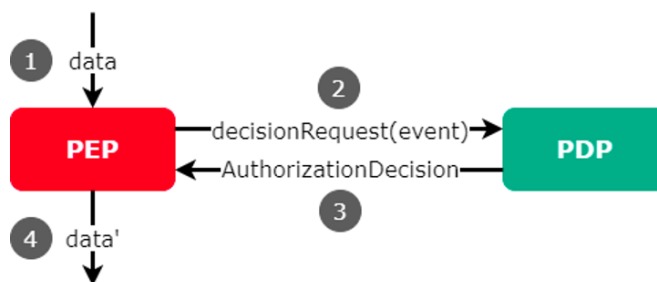 1 data
2
decisionRequest(event)
PEP
PDP
AuthorizationDecision
3
4 data'